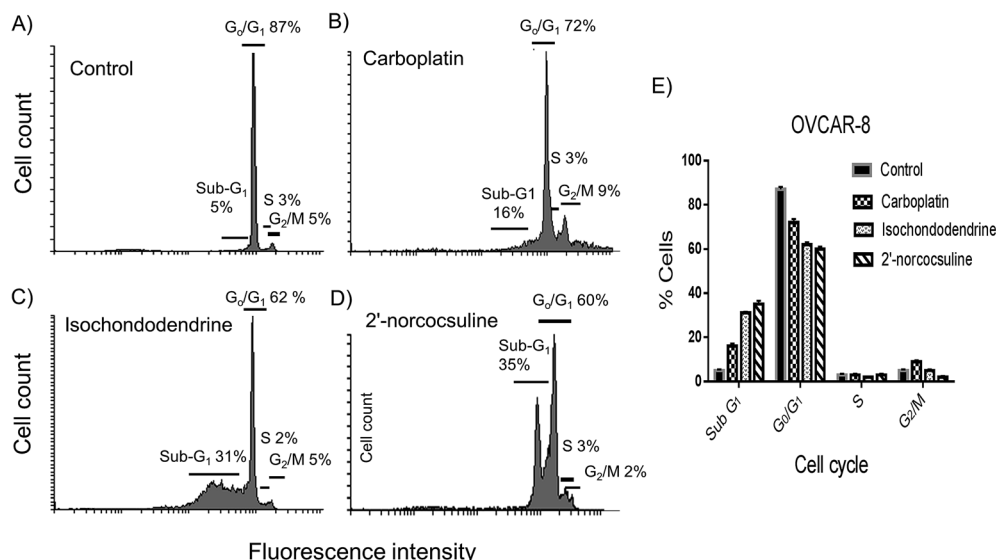 A)
G₀/G₁ 87%
Control
Sub-G₁
5%
S 3%
G₂/M 5%
Cell count
B)
G₀/G₁ 72%
Carboplatin
S 3%
Sub-G1
16%
G₂/M 9%
C)
G₀/G₁ 62 %
Isochondodendrine
Sub-G₁ 31%
S 2%
G₂/M 5%
Cell count
D)
G₀/G₁ 60%
2'-norcocsuline
Sub-G₁
35%
S 3%
G₂/M 2%
Cell count
Fluorescence intensity
E)
OVCAR-8
Control
Carboplatin
Isochondodendrine
2'-norcocsuline
% Cells
100
80
60
40
20
0
Sub G₁
G₀/G₁
S
G₂/M
Cell cycle